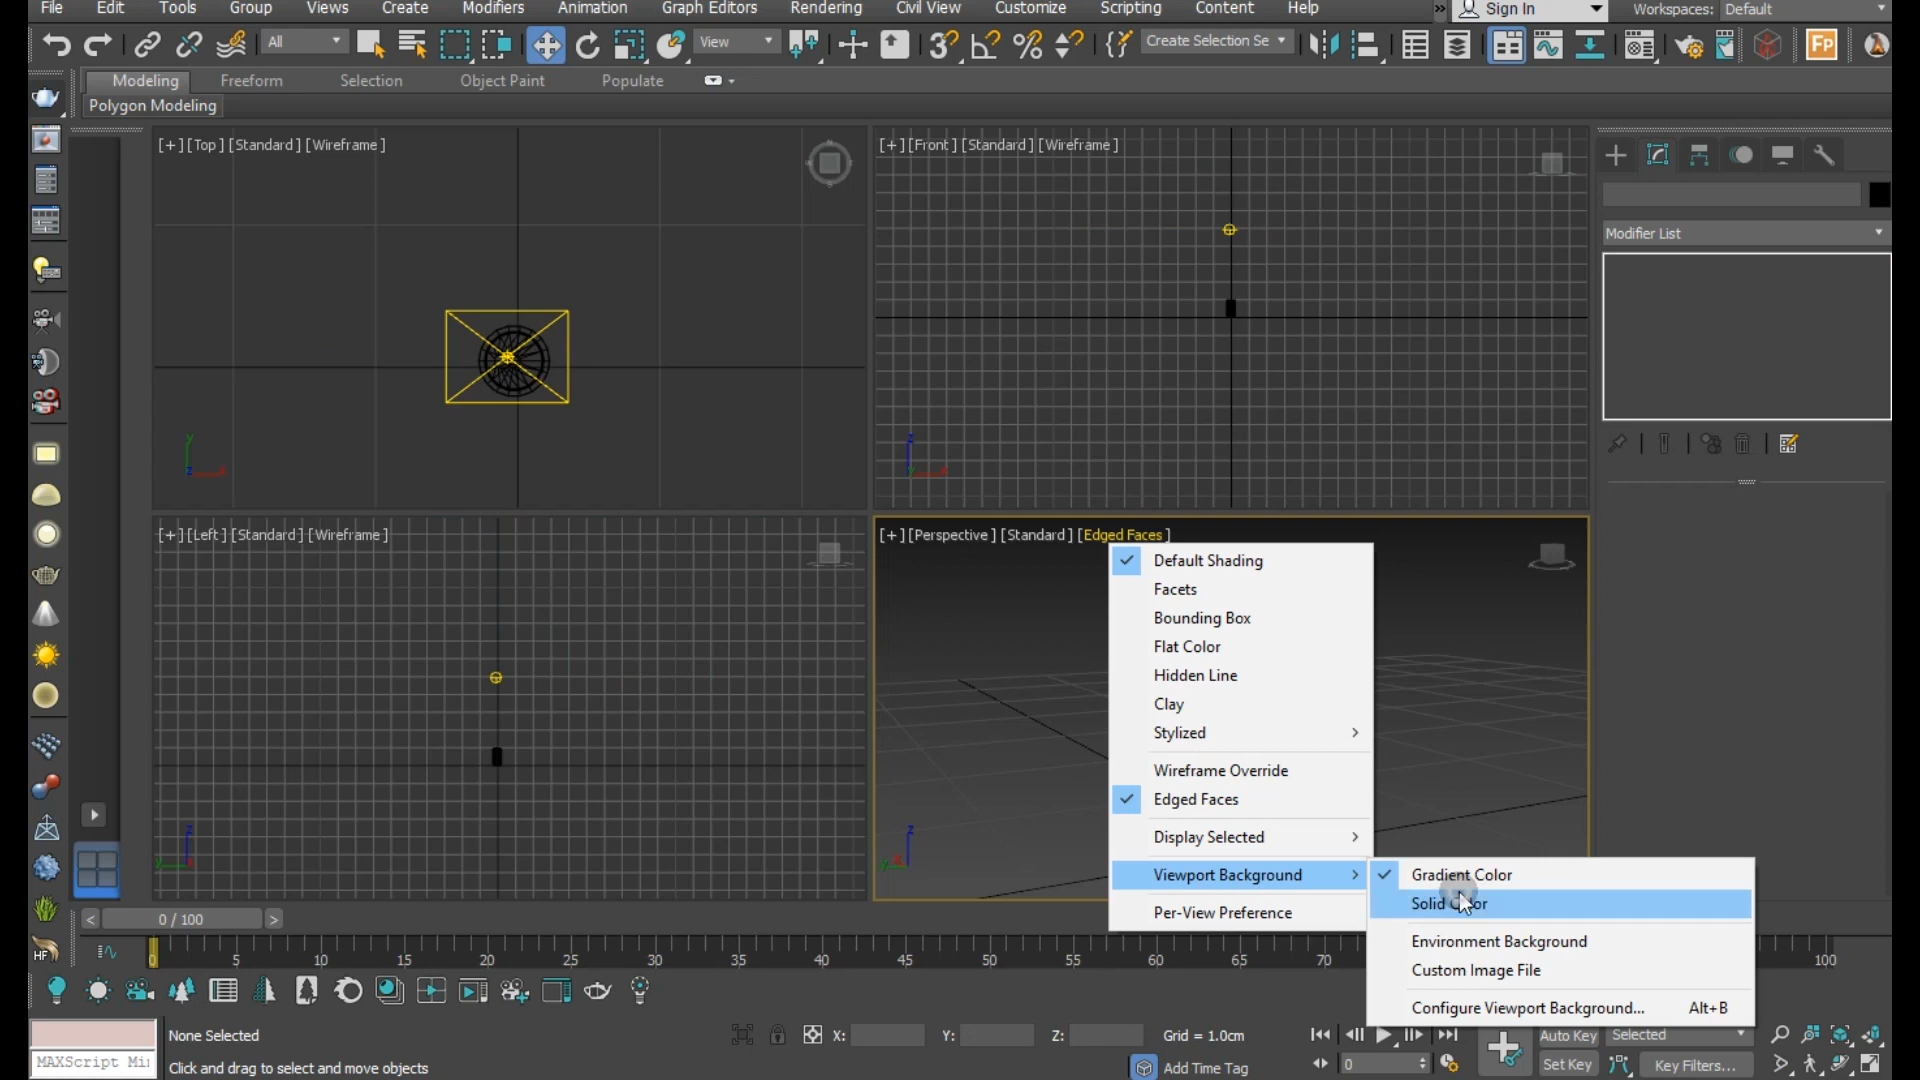 File Edit Tools Group Views Create Modifiers Animation Graph Editors Rendering Civil View Customize Scripting Content Help » Sign In Workspaces: Default
All View Create Selection Se Fp
Modeling Freeform Selection Object Paint Populate
Polygon Modeling
[+] [Top] [Standard] [Wireframe]
[+] [Front] [Standard] [Wireframe]
Modifier List
y
z x
z
y x
[+] [Left] [Standard] [Wireframe]
[+] [Perspective] [Standard] [Edged Faces]
Default Shading
Facets
Bounding Box
Flat Color
Hidden Line
Clay
Stylized
Wireframe Override
Edged Faces
Display Selected
Viewport Background
Per-View Preference
Gradient Color
Solid Color
Environment Background
Custom Image File
Configure Viewport Background... Alt+B
z
y x
z
y x
< 0 / 100 >
HF
0 5 10 15 20 25 30 35 40 45 50 55 60 65 70 100
None Selected X: Y: Z: Grid = 1.0cm Auto Key Selected
MAXScript Mi
Click and drag to select and move objects Add Time Tag 0 Set Key Key Filters...